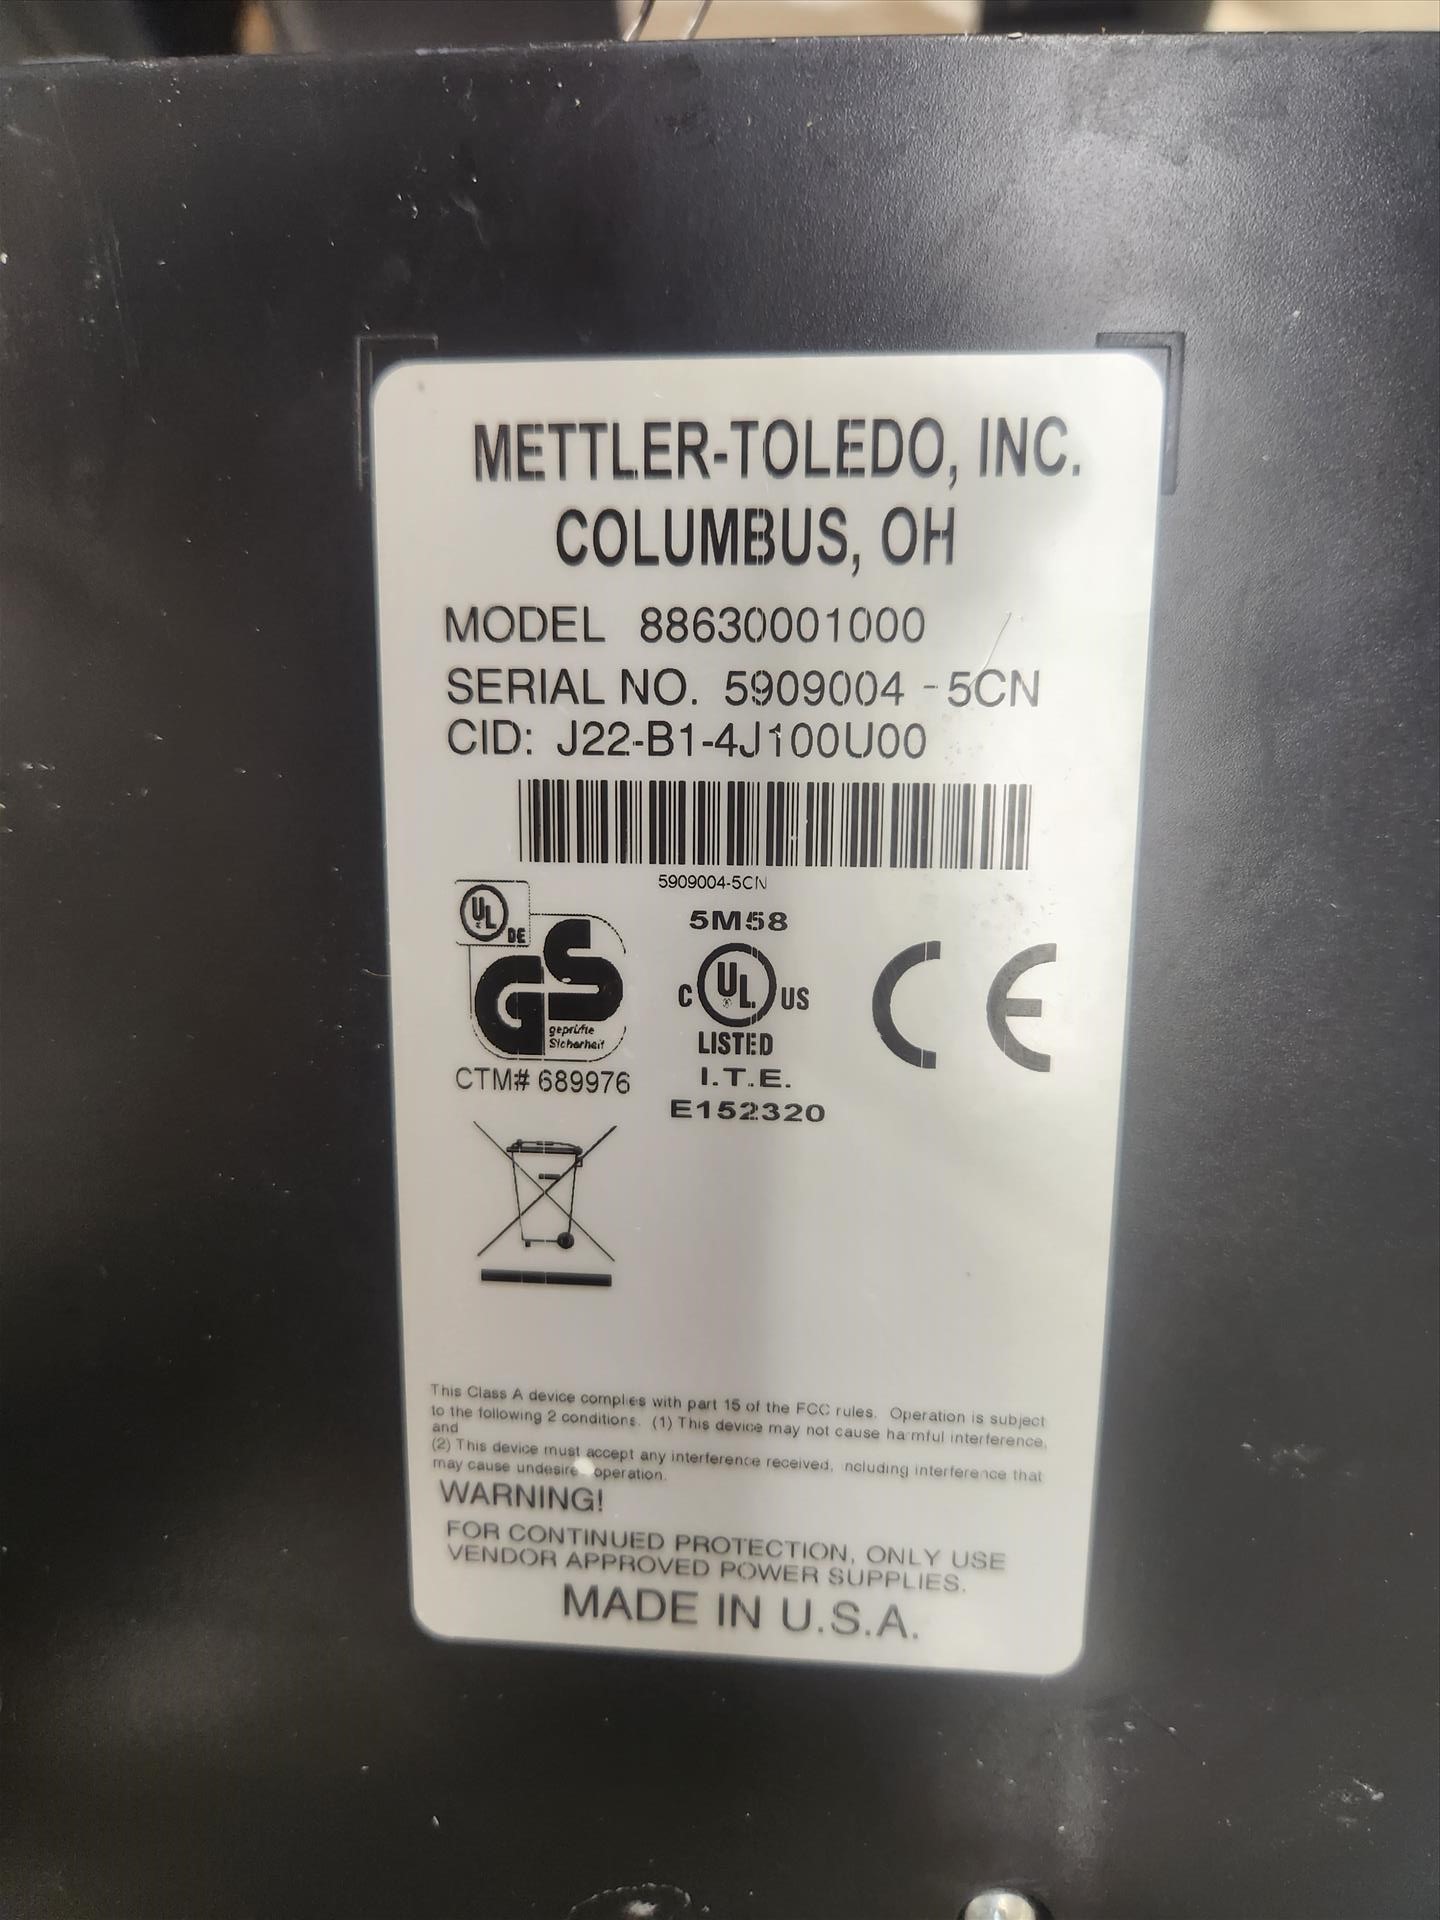 METTLER-TOLEDO, INC.
COLUMBUS, OH
MODEL 88630001000
SERIAL NO. 5909004 - 5CN
CID: J22-B1-4J100U00
5909004-5CN
UL
DE
GS
geprüfte
Sicherheit
CTM# 689976
5M58
C UL US
LISTED
I.T.E.
E152320
CE
This Class A device complies with part 15 of the FCC rules. Operation is subject
to the following 2 conditions. (1) This device may not cause harmful interference,
and
(2) This device must accept any interference received, ncluding interference that
may cause undesire operation.
WARNING!
FOR CONTINUED PROTECTION, ONLY USE
VENDOR APPROVED POWER SUPPLIES.
MADE IN U.S.A.